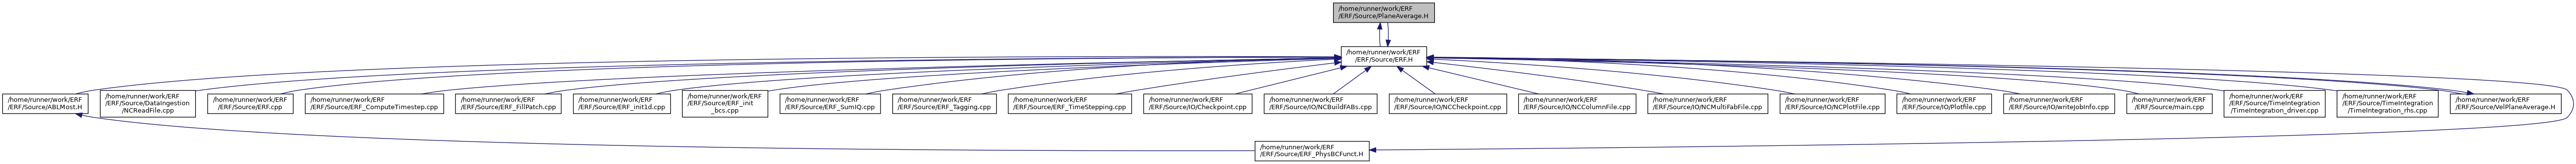 /home/runner/work/ERF
/ERF/Source/PlaneAverage.H
/home/runner/work/ERF
/ERF/Source/ERF.H
/home/runner/work/ERF
/ERF/Source/ABLMost.H
/home/runner/work/ERF
/ERF/Source/DataIngestion
/NCReadFile.cpp
/home/runner/work/ERF
/ERF/Source/ERF.cpp
/home/runner/work/ERF
/ERF/Source/ERF_ComputeTimestep.cpp
/home/runner/work/ERF
/ERF/Source/ERF_FillPatch.cpp
/home/runner/work/ERF
/ERF/Source/ERF_init1d.cpp
/home/runner/work/ERF
/ERF/Source/ERF_init
_bcs.cpp
/home/runner/work/ERF
/ERF/Source/ERF_SumIQ.cpp
/home/runner/work/ERF
/ERF/Source/ERF_Tagging.cpp
/home/runner/work/ERF
/ERF/Source/ERF_TimeStepping.cpp
/home/runner/work/ERF
/ERF/Source/IO/Checkpoint.cpp
/home/runner/work/ERF
/ERF/Source/IO/NCBuildFABs.cpp
/home/runner/work/ERF
/ERF/Source/IO/NCCheckpoint.cpp
/home/runner/work/ERF
/ERF/Source/IO/NCColumnFile.cpp
/home/runner/work/ERF
/ERF/Source/IO/NCMultiFabFile.cpp
/home/runner/work/ERF
/ERF/Source/IO/NCPlotFile.cpp
/home/runner/work/ERF
/ERF/Source/IO/Plotfile.cpp
/home/runner/work/ERF
/ERF/Source/IO/writeJobInfo.cpp
/home/runner/work/ERF
/ERF/Source/main.cpp
/home/runner/work/ERF
/ERF/Source/TimeIntegration
/TimeIntegration_driver.cpp
/home/runner/work/ERF
/ERF/Source/TimeIntegration
/TimeIntegration_rhs.cpp
/home/runner/work/ERF
/ERF/Source/VelPlaneAverage.H
/home/runner/work/ERF
/ERF/Source/ERF_PhysBCFunct.H